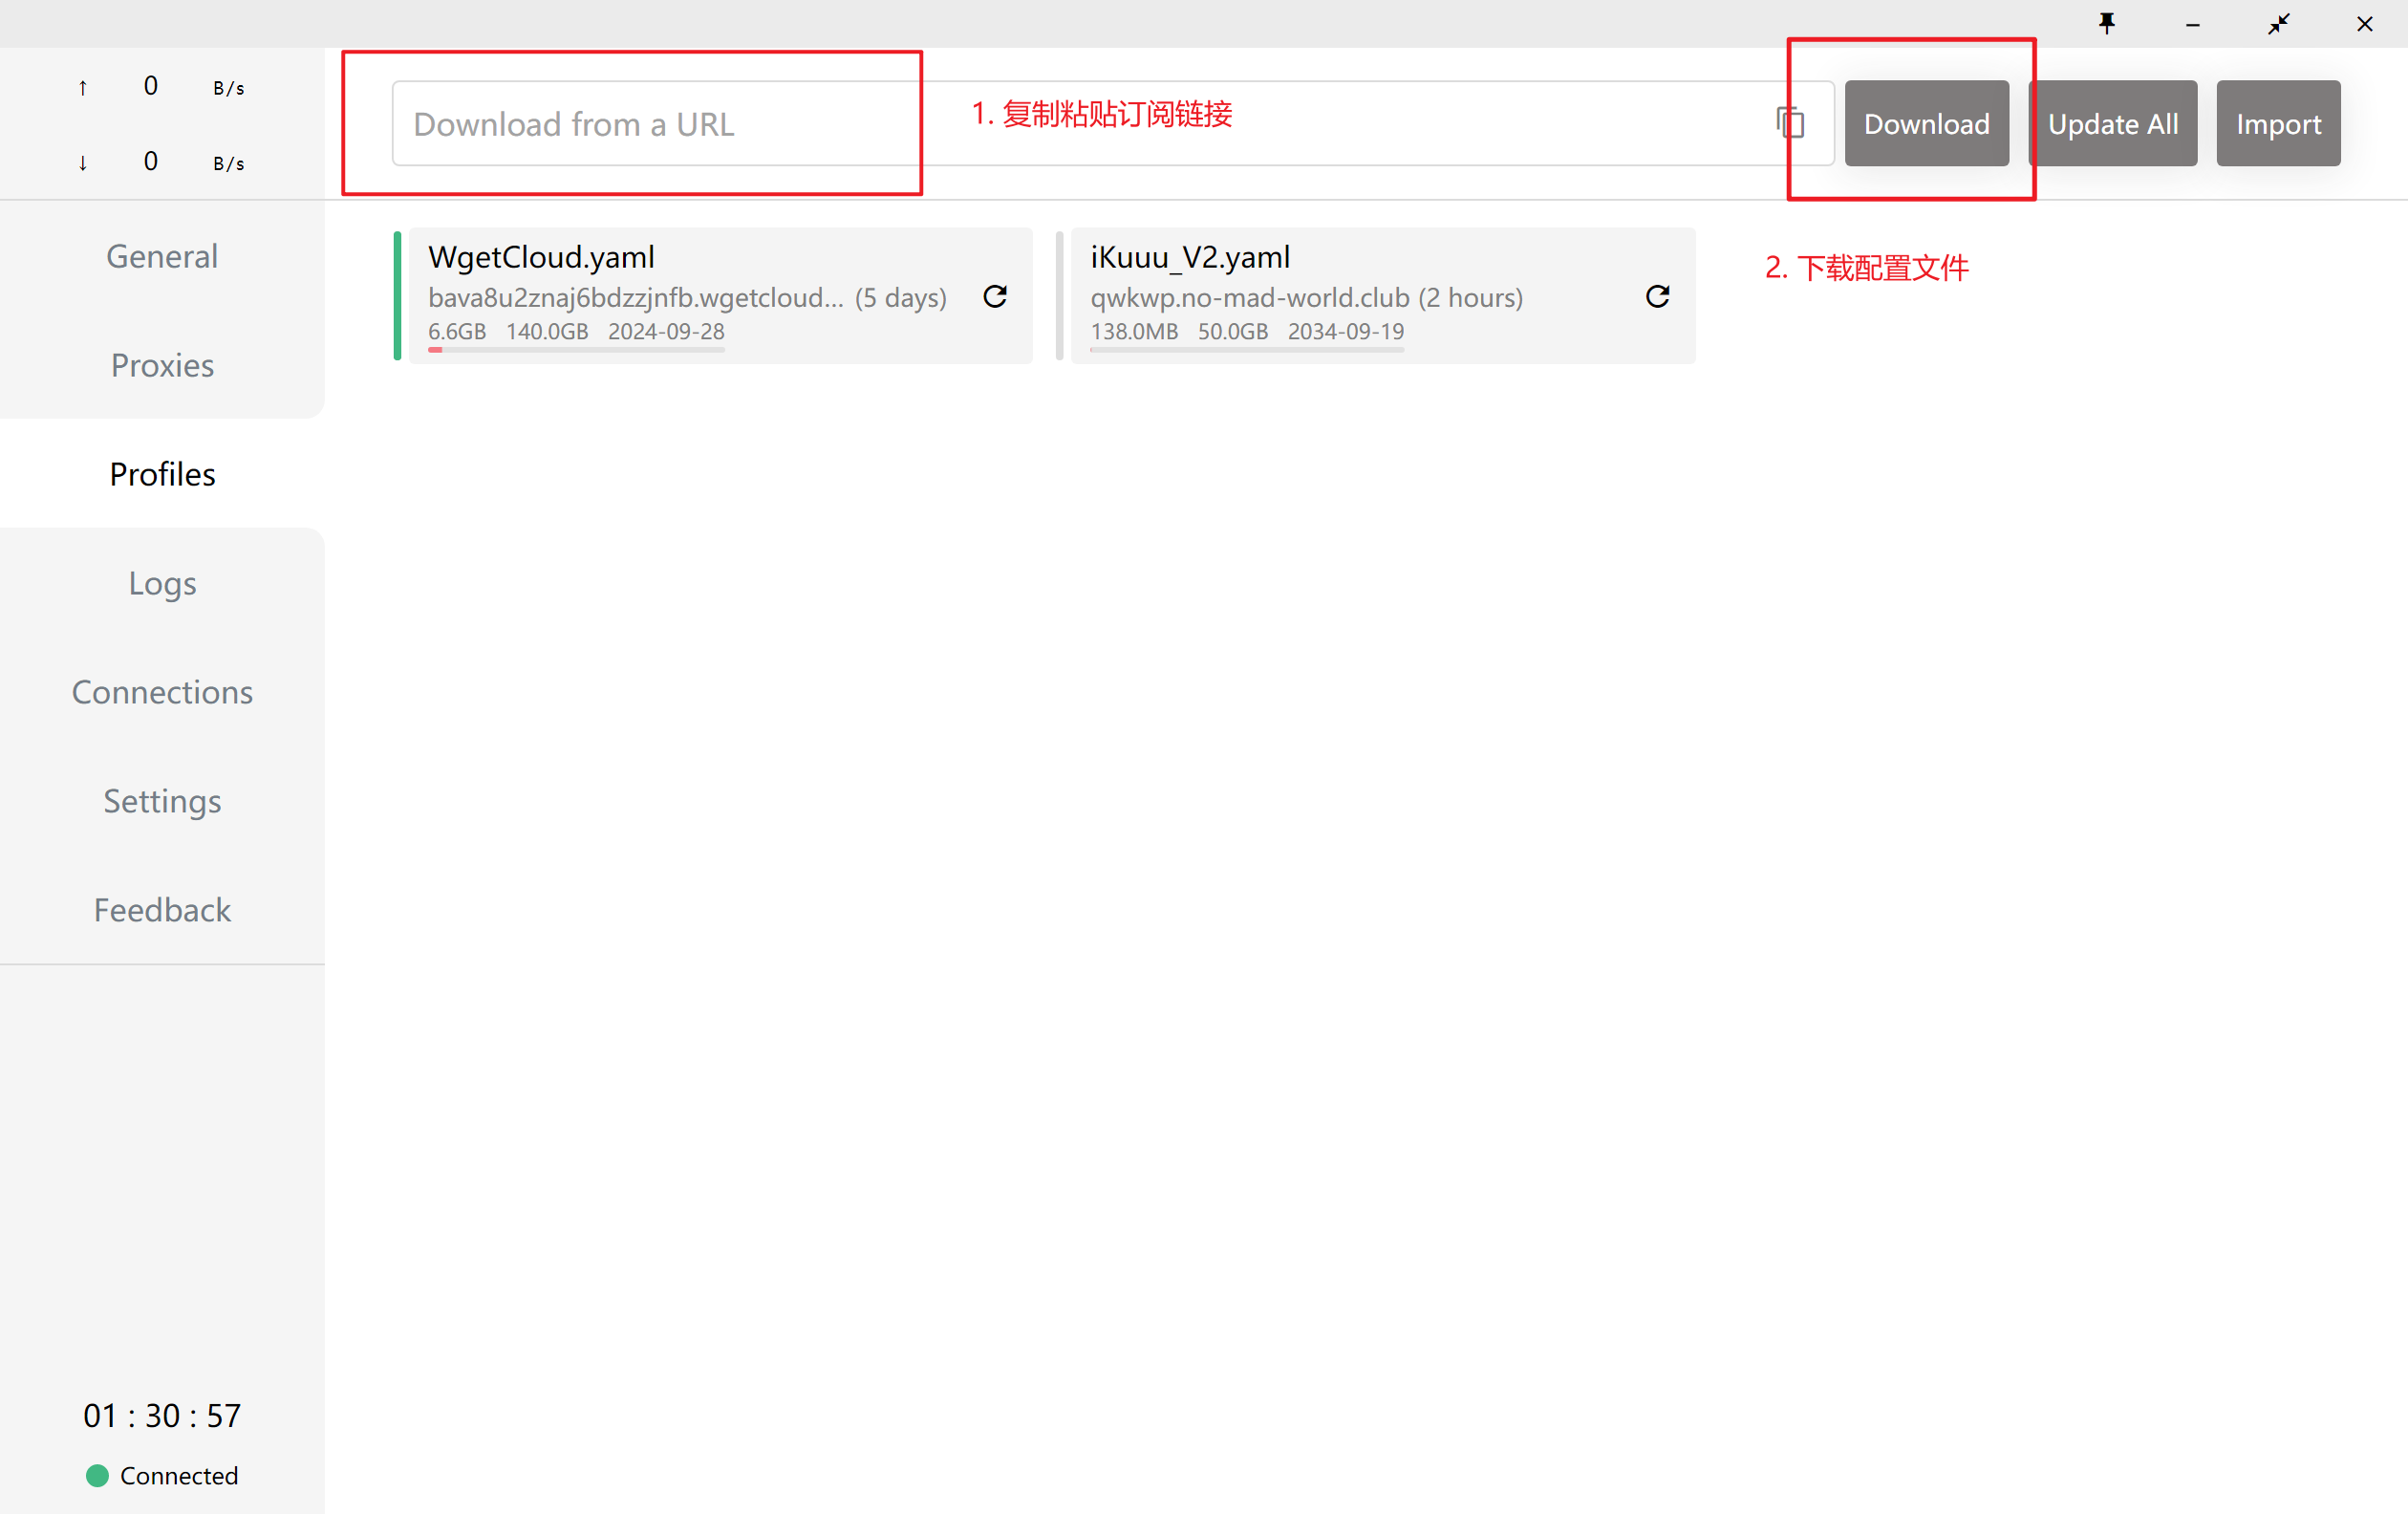 ↑ 0 B/s
↓ 0 B/s
Download from a URL
1. 复制粘贴订阅链接
Download
Update All
Import
General
Proxies
Profiles
Logs
Connections
Settings
Feedback
WgetCloud.yaml
bava8u2znaj6bdzzjnfb.wgetcloud... (5 days)
6.6GB 140.0GB 2024-09-28
iKuuu_V2.yaml
qwkwp.no-mad-world.club (2 hours)
138.0MB 50.0GB 2034-09-19
2. 下载配置文件
01 : 30 : 57
Connected